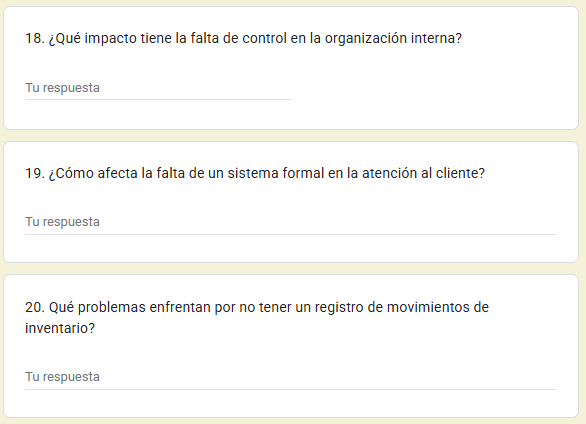 18. ¿Qué impacto tiene la falta de control en la organización interna?
Tu respuesta
19. ¿Cómo afecta la falta de un sistema formal en la atención al cliente?
Tu respuesta
20. Qué problemas enfrentan por no tener un registro de movimientos de
inventario?
Tu respuesta